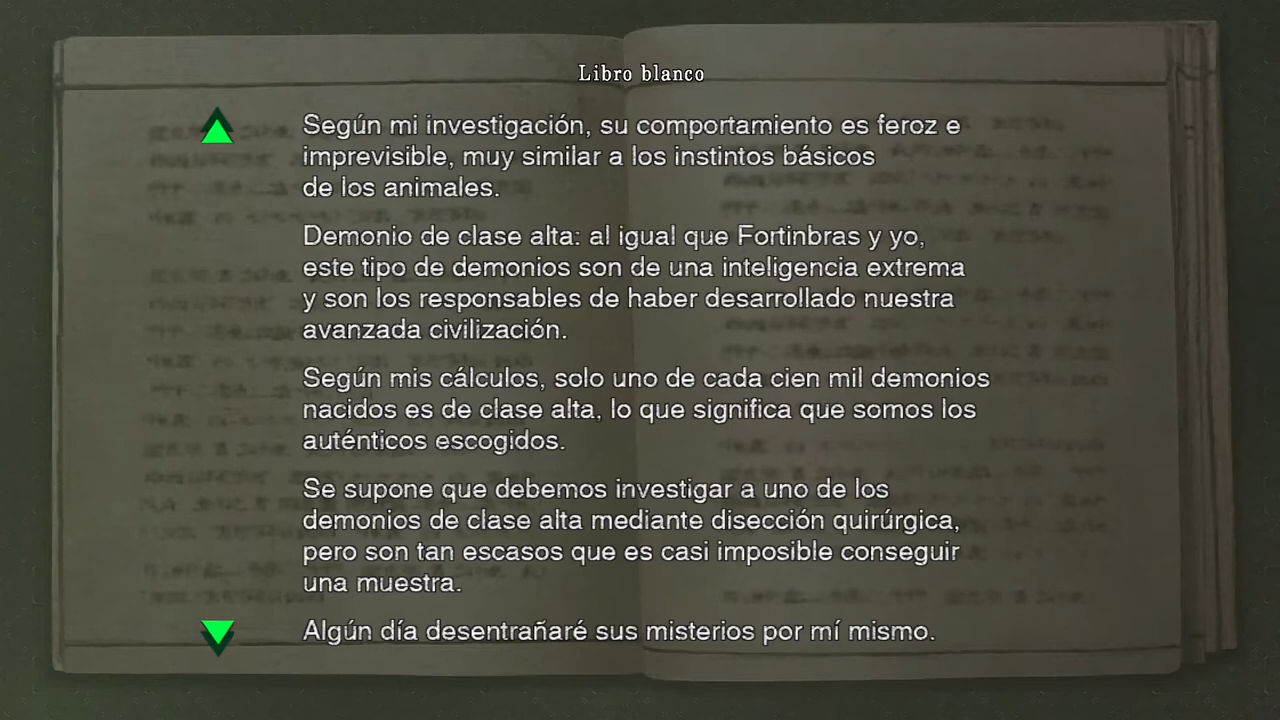 Libro blanco
Según mi investigación, su comportamiento es feroz e
imprevisible, muy similar a los instintos básicos
de los animales.
Demonio de clase alta: al igual que Fortinbras y yo,
este tipo de demonios son de una inteligencia extrema
y son los responsables de haber desarrollado nuestra
avanzada civilización.
Según mis cálculos, solo uno de cada cien mil demonios
nacidos es de clase alta, lo que significa que somos los
auténticos escogidos.
Se supone que debemos investigar a uno de los
demonios de clase alta mediante disección quirúrgica,
pero son tan escasos que es casi imposible conseguir
una muestra.
Algún día desentrañaré sus misterios por mí mismo.